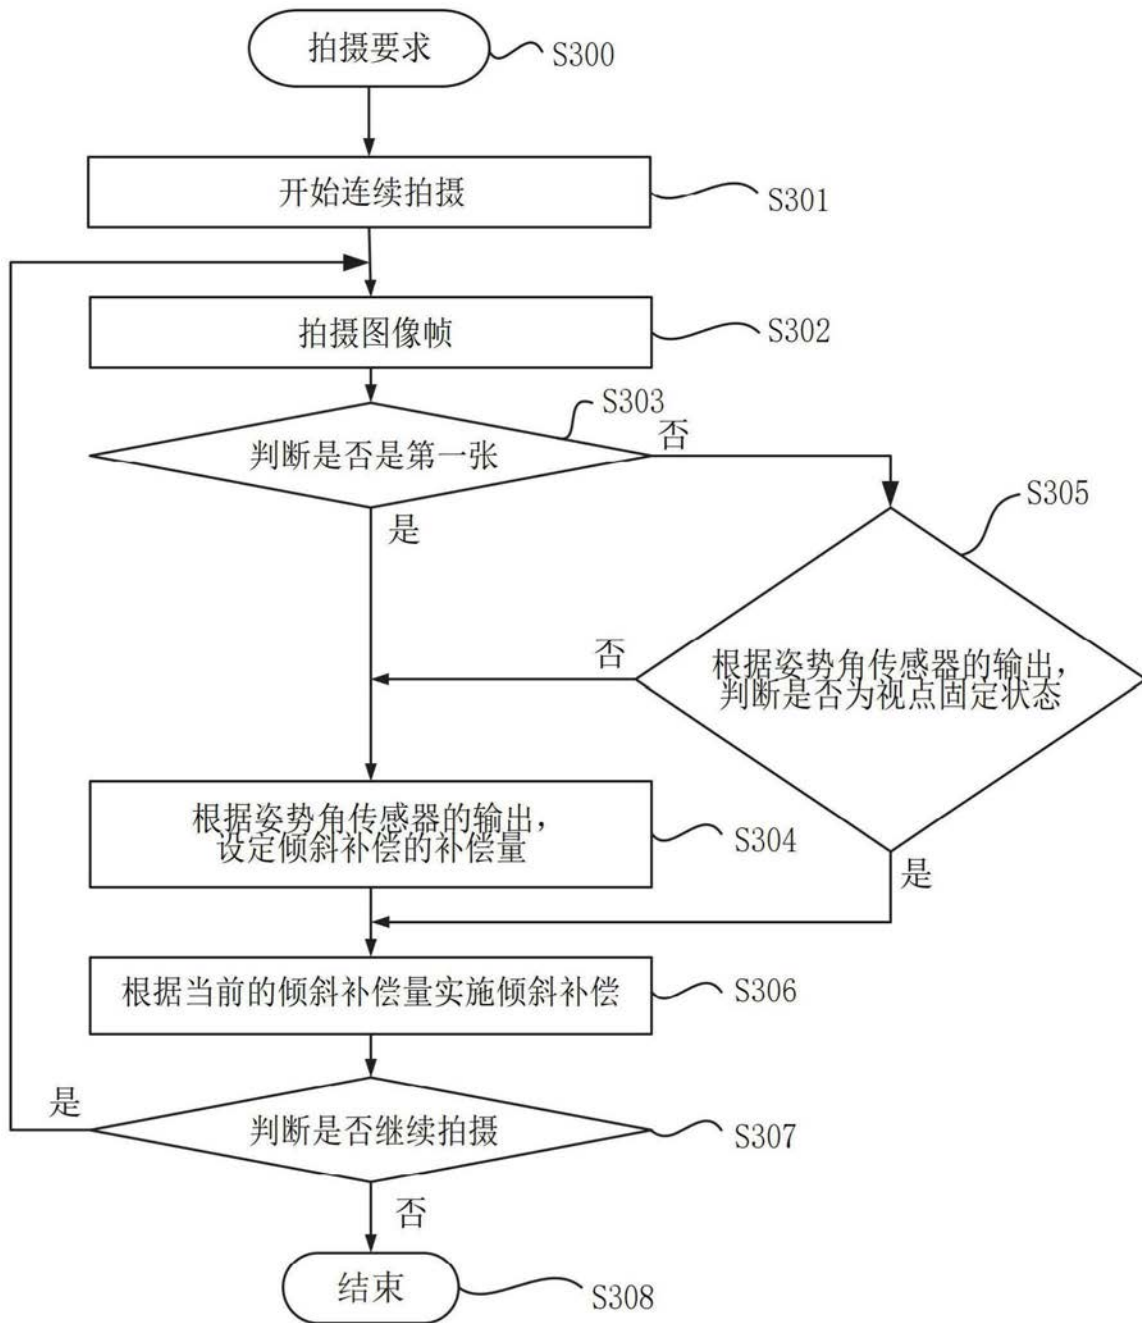 拍摄要求
S300
开始连续拍摄
S301
拍摄图像帧
S302
S303
判断是否是第一张
否
是
S305
否
根据姿势角传感器的输出，
判断是否为视点固定状态
根据姿势角传感器的输出，
设定倾斜补偿的补偿量
S304
是
根据当前的倾斜补偿量实施倾斜补偿
S306
是
判断是否继续拍摄
S307
否
结束
S308